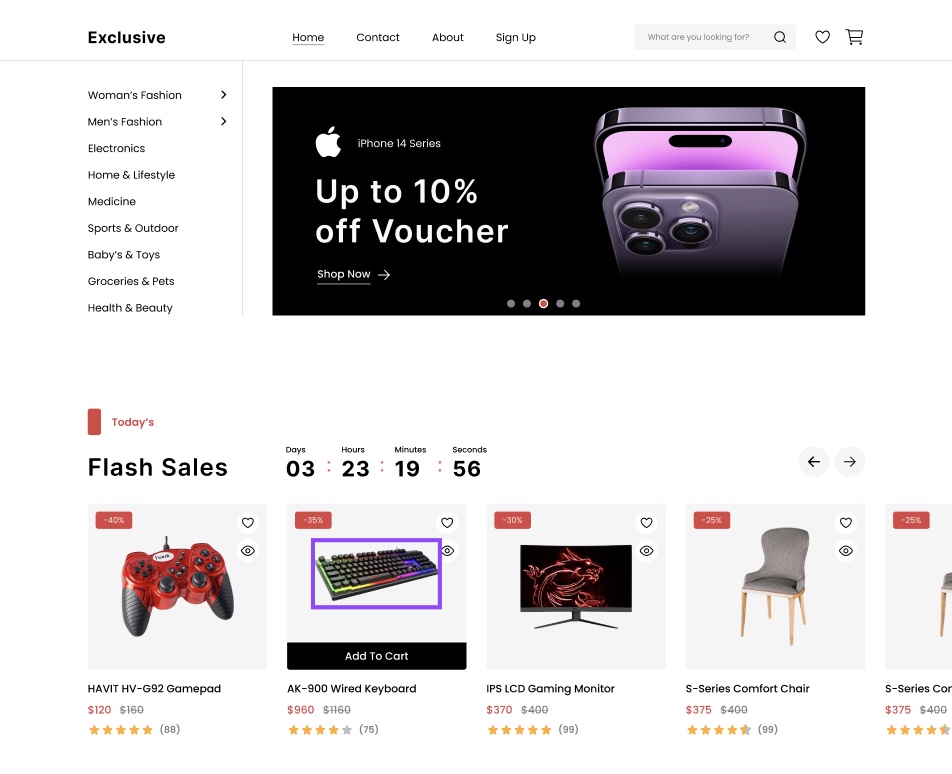 Exclusive
Home Contact About Sign Up
What are you looking for?
Woman's Fashion
Men's Fashion
Electronics
Home & Lifestyle
Medicine
Sports & Outdoor
Baby's & Toys
Groceries & Pets
Health & Beauty
iPhone 14 Series
Up to 10%
off Voucher
Shop Now
Today's
Flash Sales
Days Hours Minutes Seconds
03 : 23 : 19 : 56
-40% -35% -30% -25% -25%
Add To Cart
HAVIT HV-G92 Gamepad
$120 $160
(88)
AK-900 Wired Keyboard
$960 $1160
(75)
IPS LCD Gaming Monitor
$370 $400
(99)
S-Series Comfort Chair
$375 $400
(99)
S-Series Cor
$375 $400